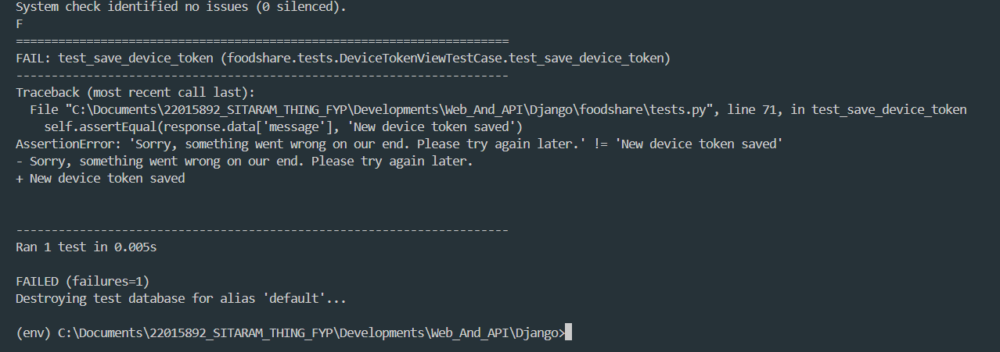 System check identified no issues (0 silenced).
F
======================================================================
FAIL: test_save_device_token (foodshare.tests.DeviceTokenViewTestCase.test_save_device_token)
----------------------------------------------------------------------
Traceback (most recent call last):
  File "C:\Documents\22015892_SITARAM_THING_FYP\Developments\Web_And_API\Django\foodshare\tests.py", line 71, in test_save_device_token
    self.assertEqual(response.data['message'], 'New device token saved')
AssertionError: 'Sorry, something went wrong on our end. Please try again later.' != 'New device token saved'
- Sorry, something went wrong on our end. Please try again later.
+ New device token saved
----------------------------------------------------------------------
Ran 1 test in 0.005s
FAILED (failures=1)
Destroying test database for alias 'default'...
(env) C:\Documents\22015892_SITARAM_THING_FYP\Developments\Web_And_API\Django>